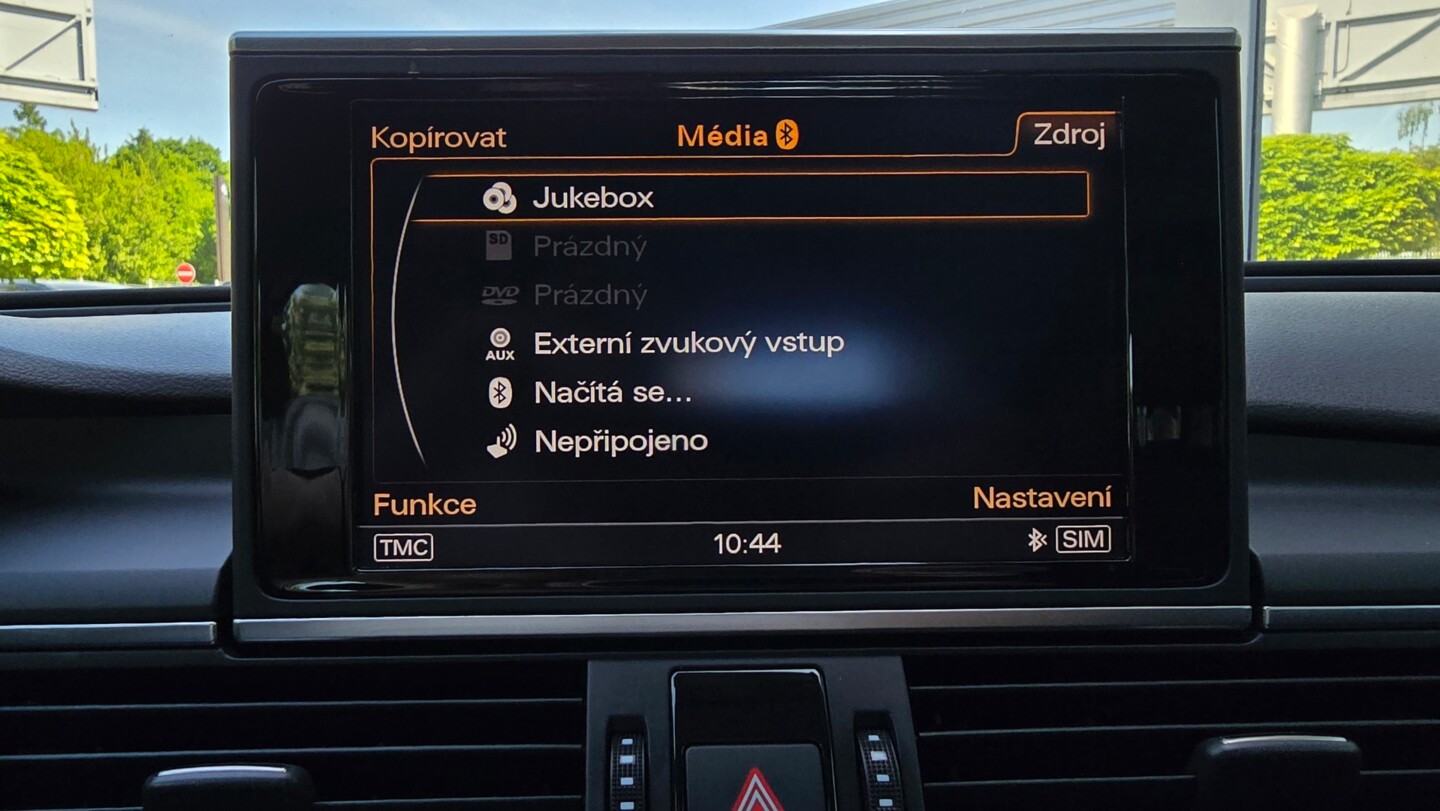 Kopírovat Média Zdroj
Jukebox
SD Prázdný
DVD Prázdný
AUX Externí zvukový vstup
Načítá se...
Nepřipojeno
Funkce Nastavení
TMC 10:44 SIM